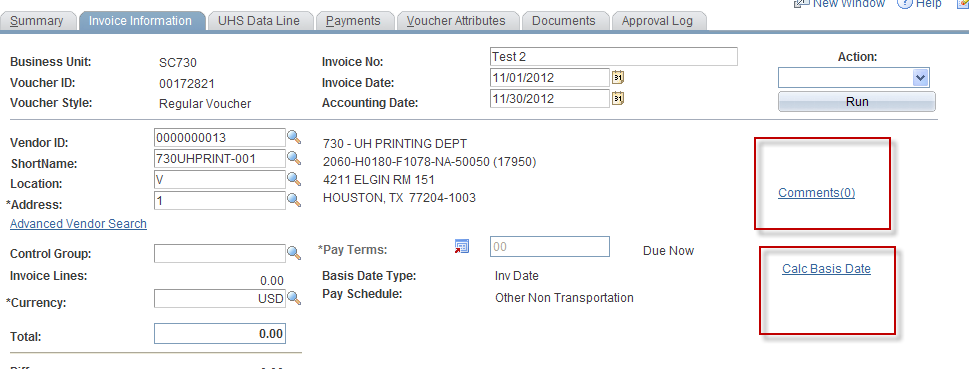 New Window Help
Summary Invoice Information UHS Data Line Payments Voucher Attributes Documents Approval Log
Business Unit: SC730 Invoice No: Test 2 Action:
Voucher ID: 00172821 Invoice Date: 11/01/2012 31
Voucher Style: Regular Voucher Accounting Date: 11/30/2012 31 Run
Vendor ID: 0000000013 730 - UH PRINTING DEPT
ShortName: 730UHPRINT-001 2060-H0180-F1078-NA-50050 (17950)
Location: V 4211 ELGIN RM 151 Comments(0)
*Address: 1 HOUSTON, TX 77204-1003
Advanced Vendor Search
Control Group: *Pay Terms: 00 Due Now
Invoice Lines: 0.00 Basis Date Type: Inv Date Calc Basis Date
*Currency: USD Pay Schedule: Other Non Transportation
Total: 0.00